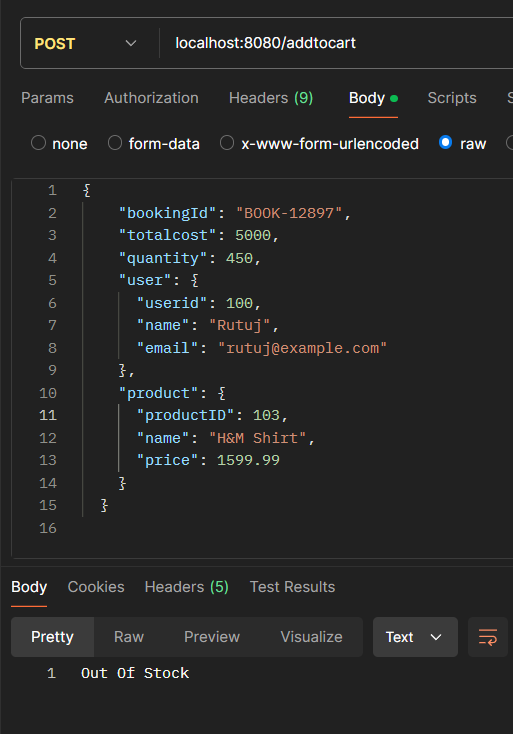 POST localhost:8080/addtocart
Params Authorization Headers (9) Body Scripts S
none form-data x-www-form-urlencoded raw
1 {
2 "bookingId": "BOOK-12897",
3 "totalcost": 5000,
4 "quantity": 450,
5 "user": {
6 "userid": 100,
7 "name": "Rutuj",
8 "email": "rutuj@example.com"
9 },
10 "product": {
11 "productID": 103,
12 "name": "H&M Shirt",
13 "price": 1599.99
14 }
15 }
16
Body Cookies Headers (5) Test Results
Pretty Raw Preview Visualize Text
1 Out Of Stock